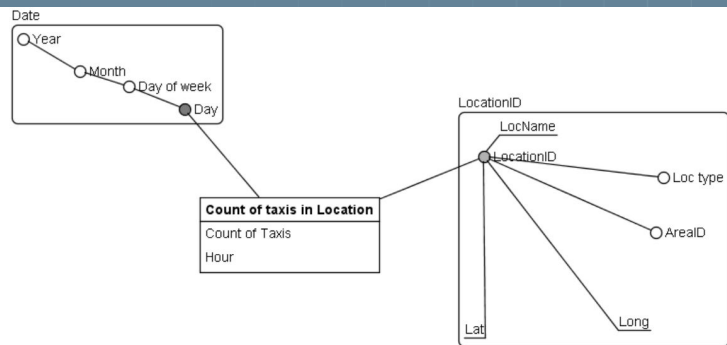 Date
Year
Month
Day of week
Day
LocationID
LocName
LocationID
Loc type
AreaID
Long
Lat
Count of taxis in Location
Count of Taxis
Hour